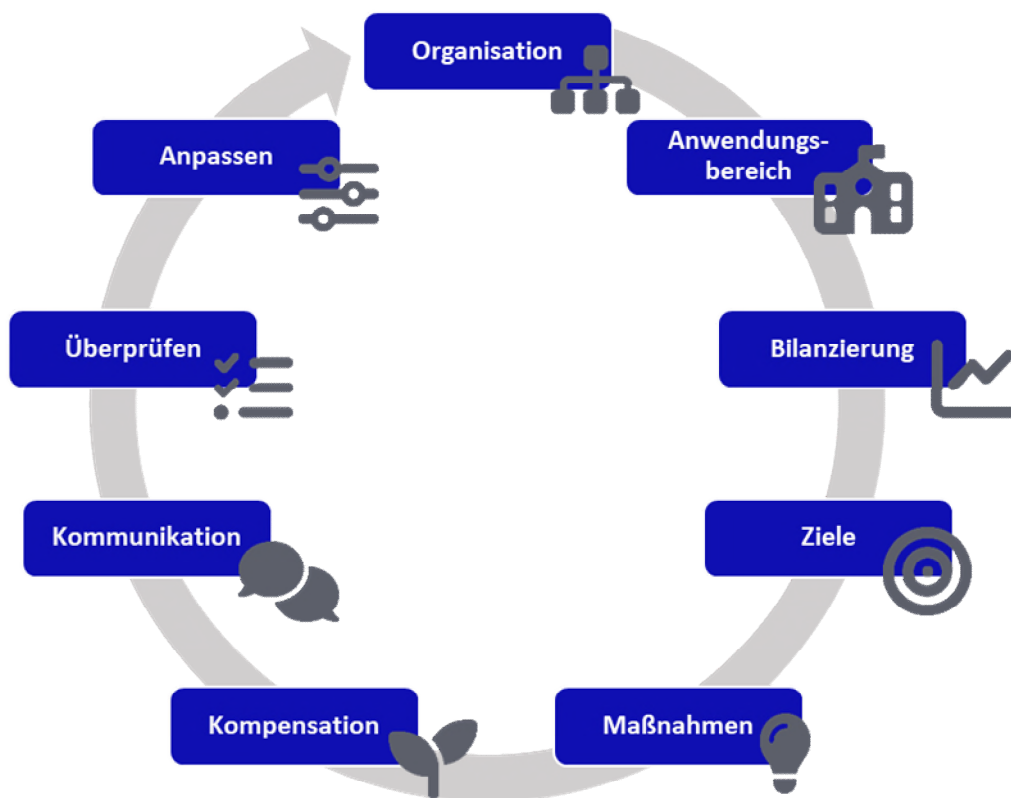 Organisation
Anwendungs-
bereich
Bilanzierung
Ziele
Maßnahmen
Kompensation
Kommunikation
Überprüfen
Anpassen